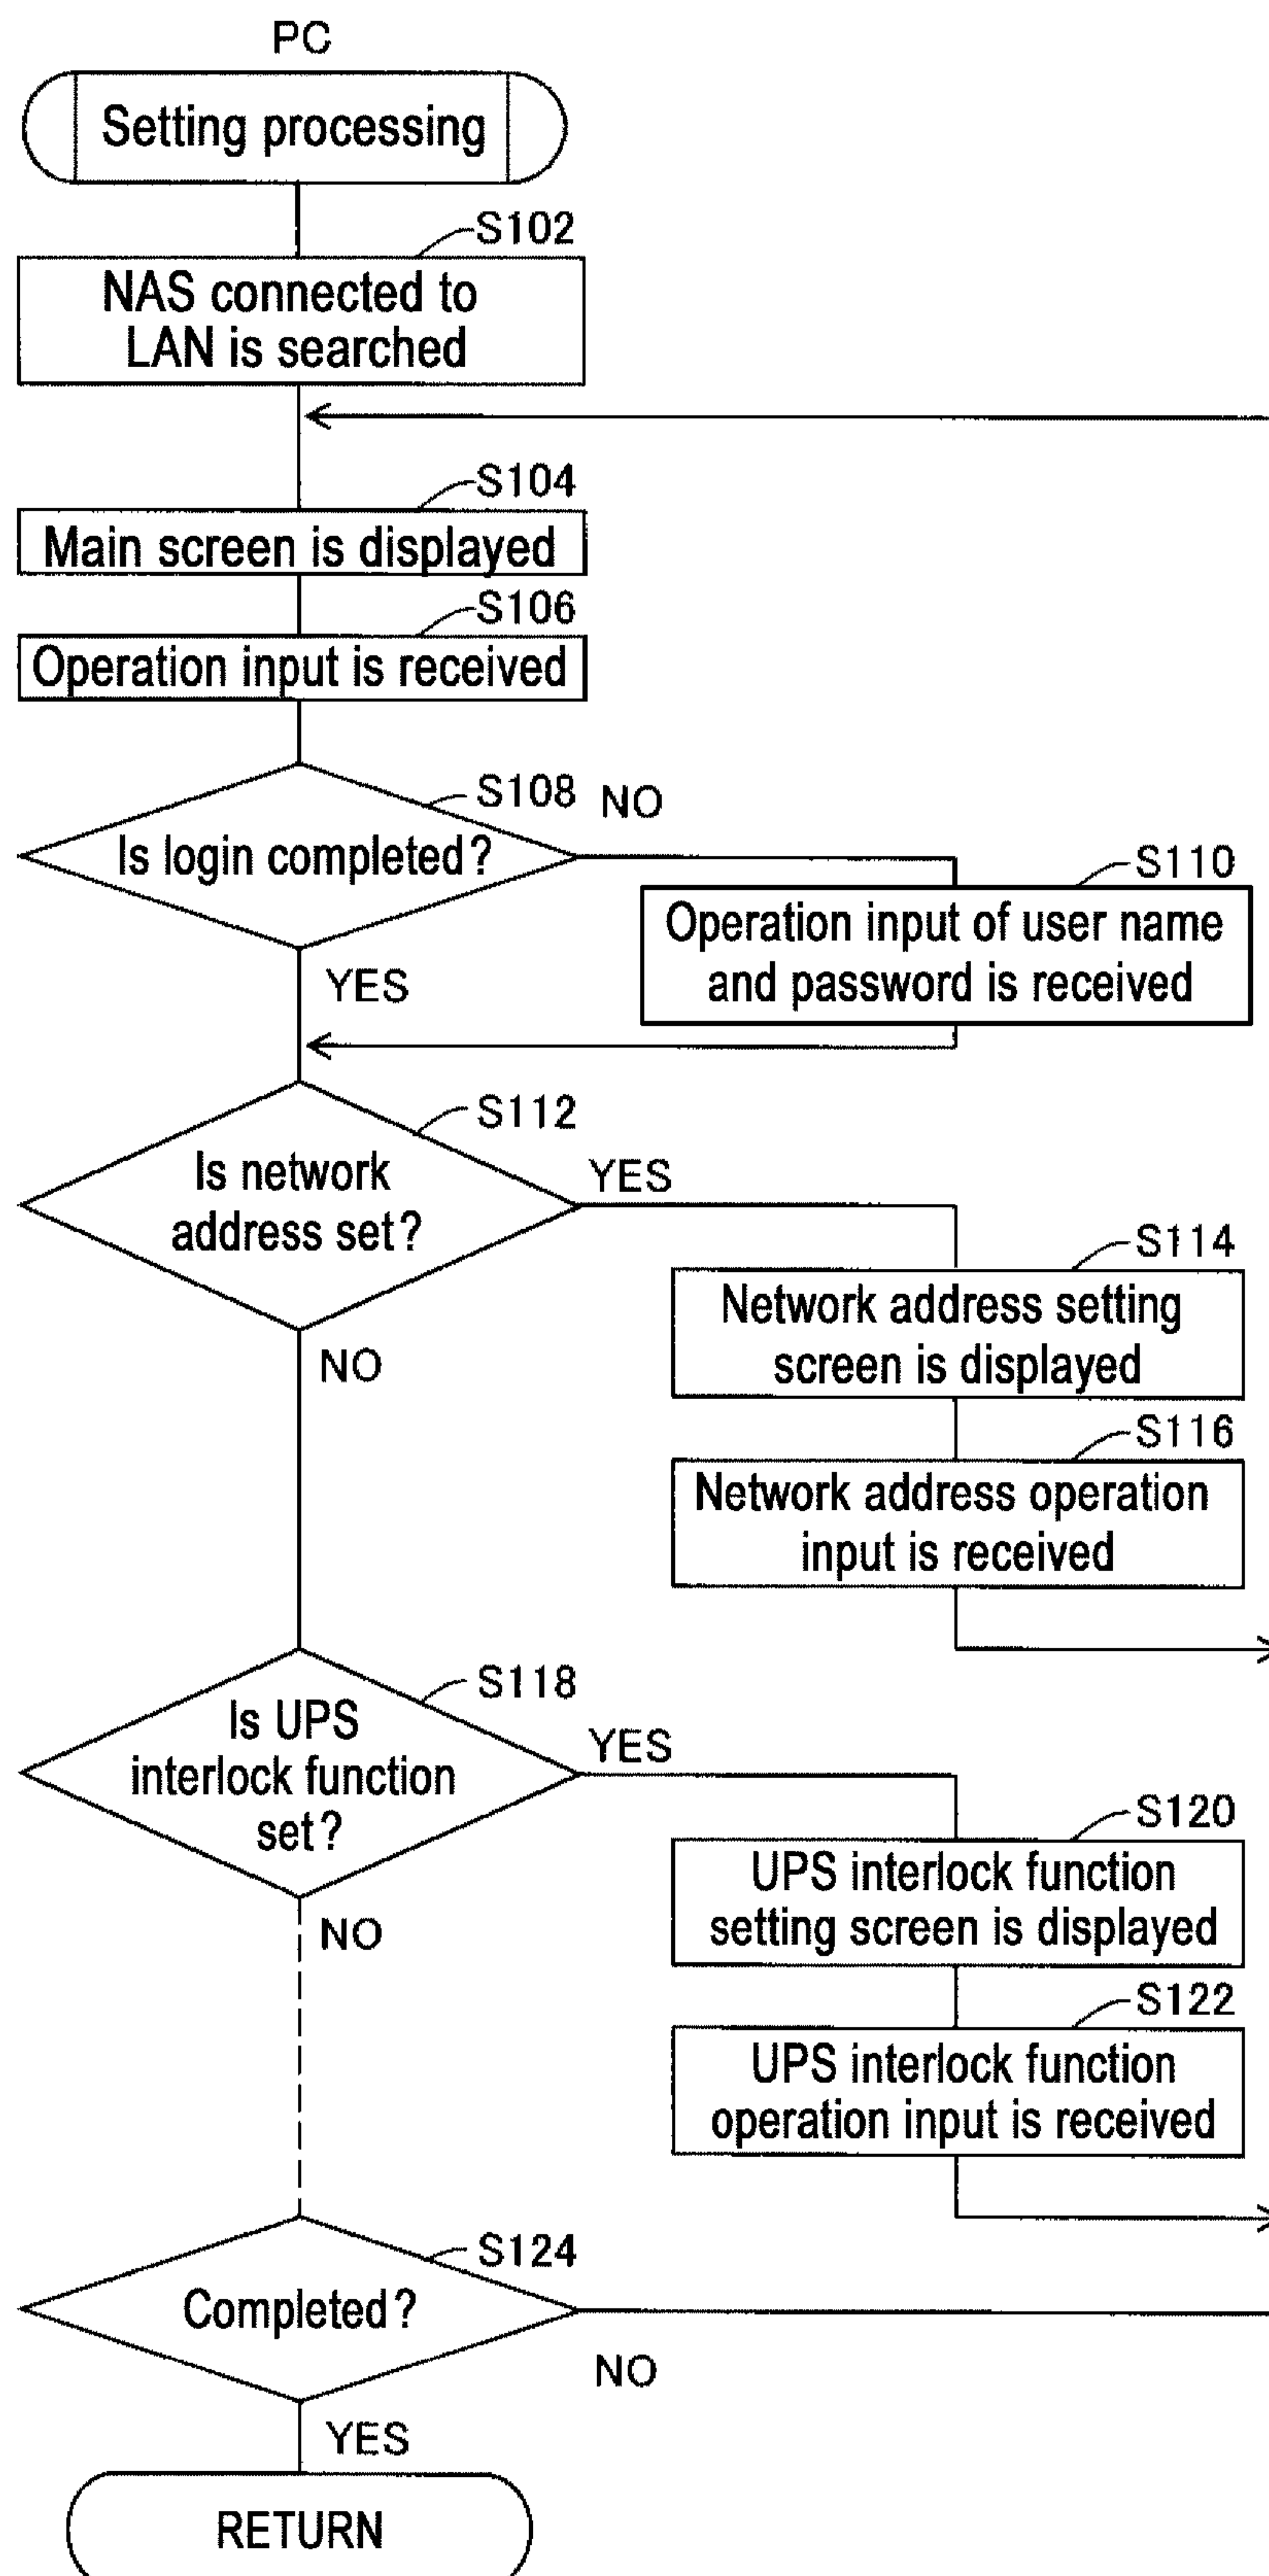 PC
Setting processing
S102
NAS connected to
LAN is searched
S104
Main screen is displayed
S106
Operation input is received
S108
NO
Is login completed?
S110
Operation input of user name
and password is received
YES
S112
Is network
address set?
YES
S114
Network address setting
screen is displayed
NO
S116
Network address operation
input is received
S118
Is UPS
interlock function
set?
YES
S120
UPS interlock function
setting screen is displayed
NO
S122
UPS interlock function
operation input is received
S124
Completed?
NO
YES
RETURN